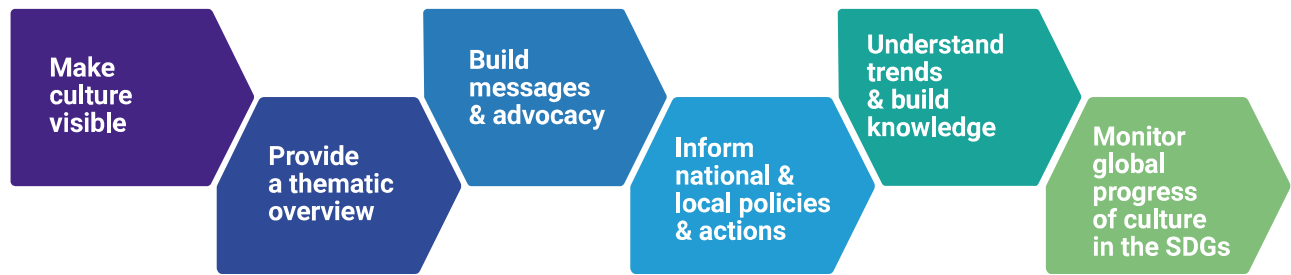 Make
culture
visible
Provide
a thematic
overview
Build
messages
& advocacy
Inform
national &
local policies
& actions
Understand
trends
& build
knowledge
Monitor
global
progress
of culture
in the SDGs